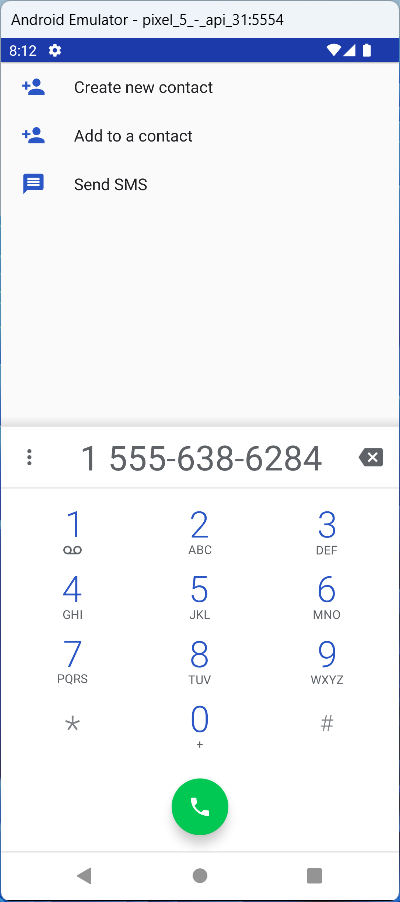 Android Emulator - pixel_5_-_api_31:5554
8:12
Create new contact
Add to a contact
Send SMS
1 555-638-6284
1 2 3
ABC DEF
4 5 6
GHI JKL MNO
7 8 9
PQRS TUV WXYZ
* 0 #
+